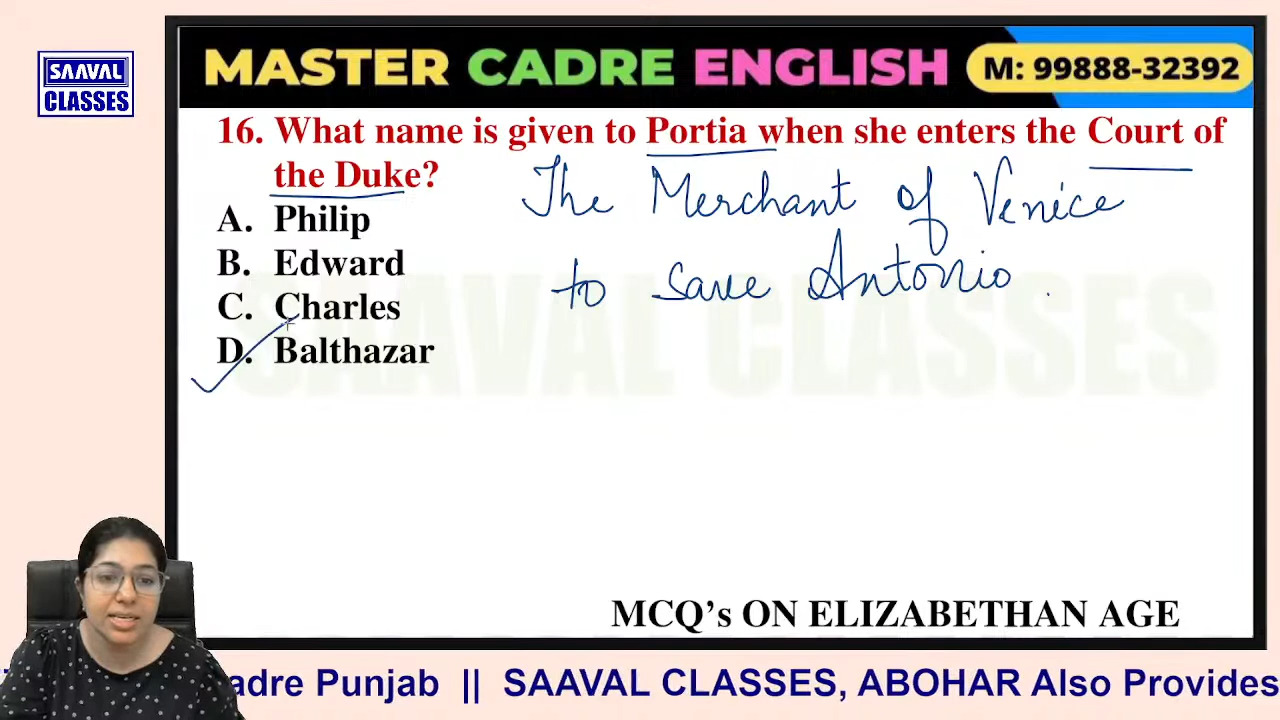 SAAVAL
CLASSES
MASTER CADRE ENGLISH M: 99888-32392
16. What name is given to Portia when she enters the Court of
the Duke?
The Merchant of Venice
to save Antonio.
A. Philip
B. Edward
C. Charles
D. Balthazar
SAAVAL CLASSES
MCQ's ON ELIZABETHAN AGE
adre Punjab || SAAVAL CLASSES, ABOHAR Also Provides